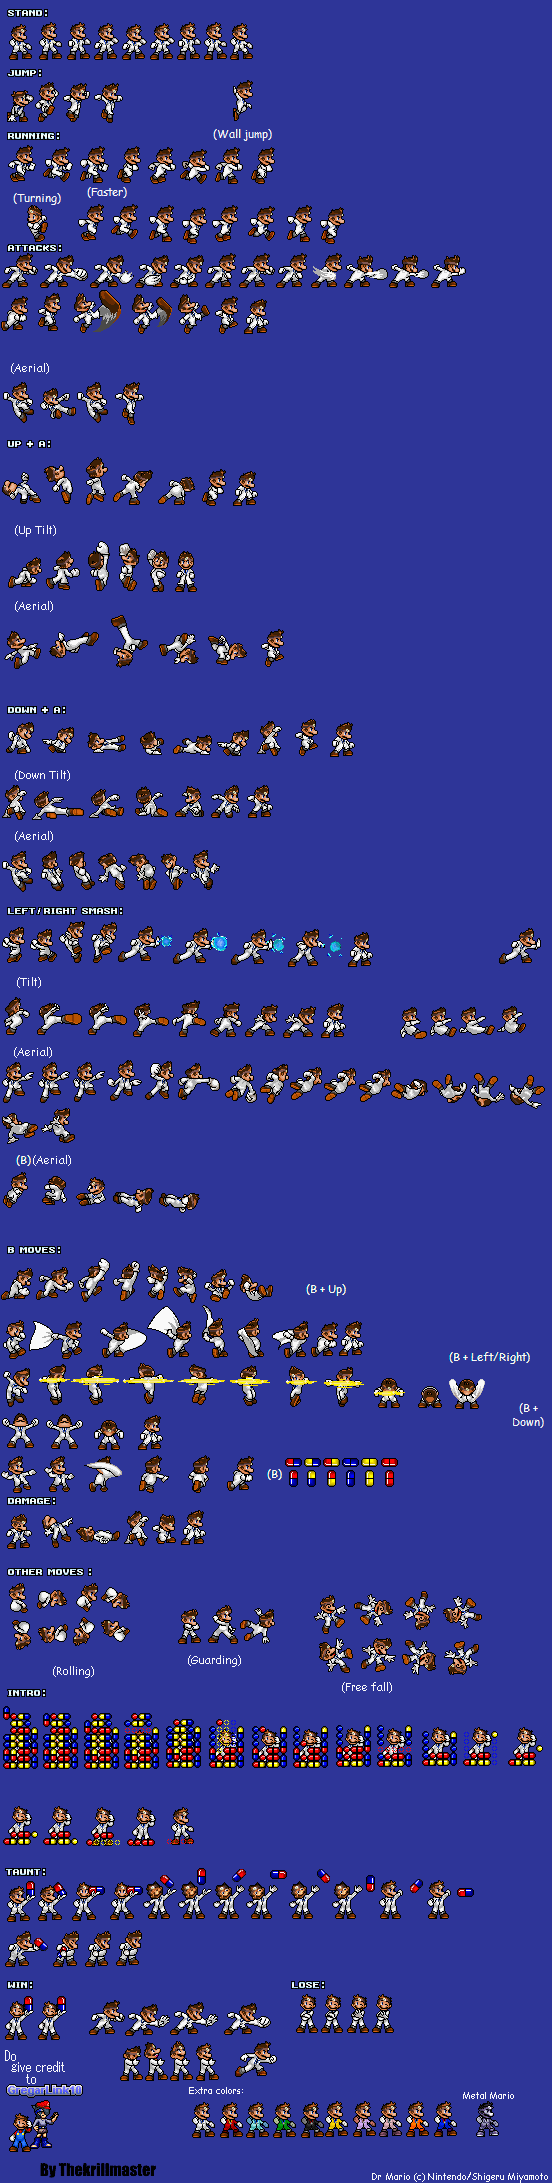 STAND:
JUMP:
(Wall jump)
RUNNING:
(Turning)
(Faster)
ATTACKS:
(Aerial)
UP + A:
(Up Tilt)
(Aerial)
DOWN + A:
(Down Tilt)
(Aerial)
LEFT/RIGHT SMASH:
(Tilt)
(Aerial)
(B)(Aerial)
B MOVES:
(B + Up)
(B + Left/Right)
(B +
Down)
(B)
DAMAGE:
OTHER MOVES :
(Rolling)
(Guarding)
(Free fall)
INTRO:
TAUNT:
WIN:
LOSE:
Do
give credit
to
GregarLink10
Extra colors:
Metal Mario
By Thekrillmaster
Dr Mario (c) Nintendo/Shigeru Miyamoto